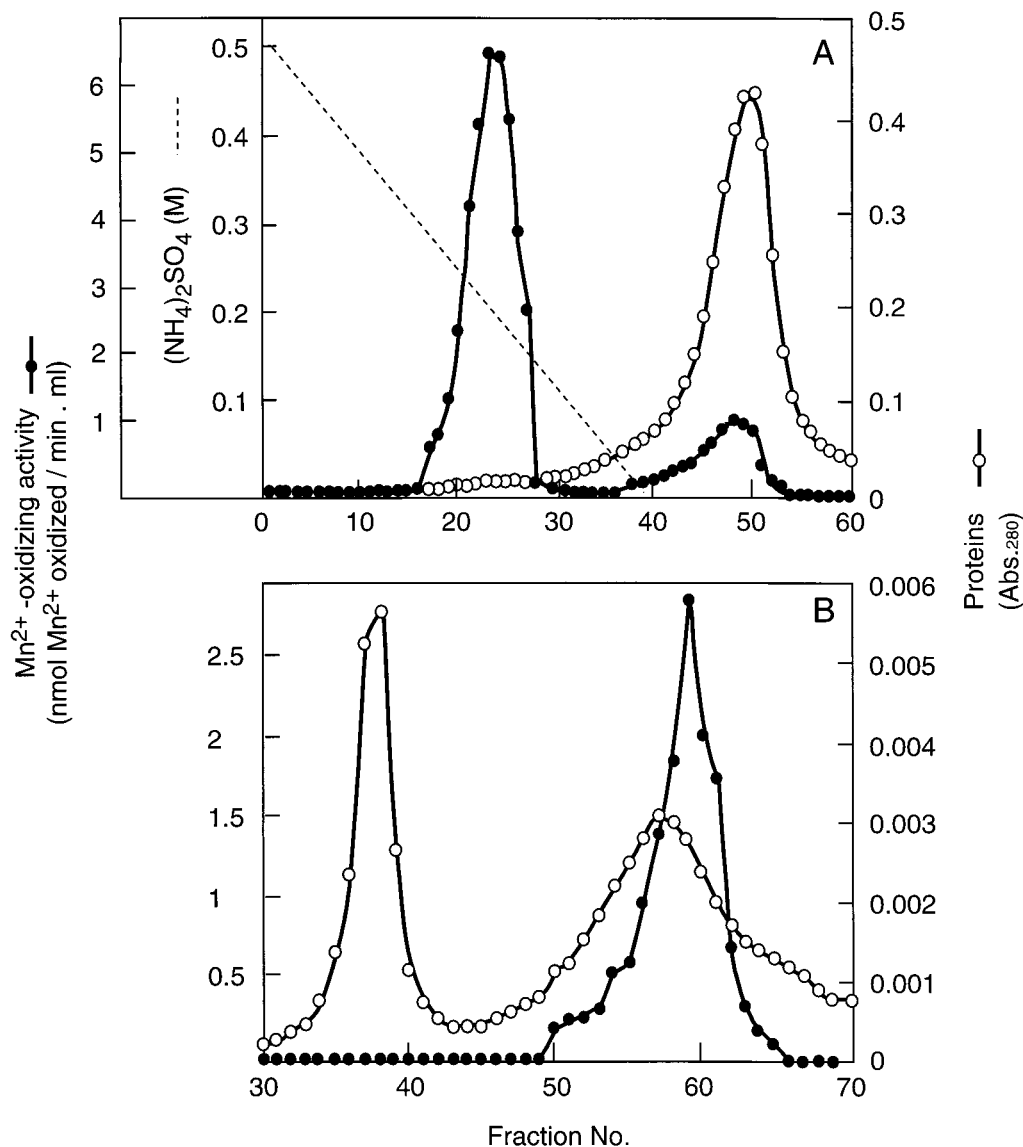 A
6
5
4
3
2
1
0.5
0.4
0.3
0.2
0.1
0.5
0.4
0.3
0.2
0.1
0
0 10 20 30 40 50 60
Mn2+ -oxidizing activity
(nmol Mn2+ oxidized / min . ml)
(NH4)2SO4 (M)
Proteins
(Abs.280)
B
2.5
2
1.5
1
0.5
0.006
0.005
0.004
0.003
0.002
0.001
0
30 40 50 60 70
Fraction No.